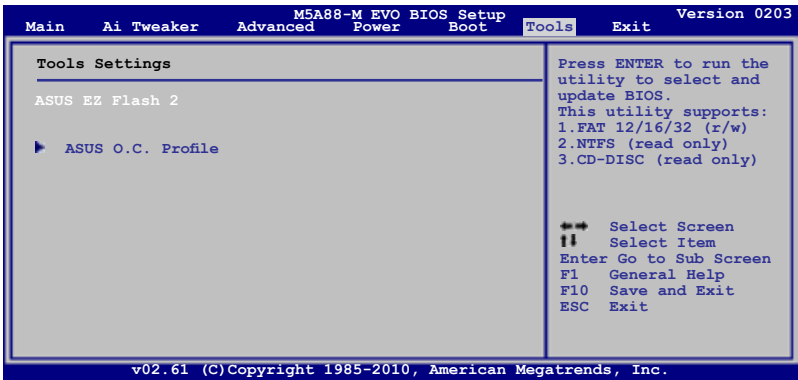 M5A88-M EVO BIOS Setup Version 0203
Main Ai Tweaker Advanced Power Boot Tools Exit
Tools Settings
ASUS EZ Flash 2
ASUS O.C. Profile
Press ENTER to run the
utility to select and
update BIOS.
This utility supports:
1.FAT 12/16/32 (r/w)
2.NTFS (read only)
3.CD-DISC (read only)
Select Screen
Select Item
Enter Go to Sub Screen
F1 General Help
F10 Save and Exit
ESC Exit
v02.61 (C)Copyright 1985-2010, American Megatrends, Inc.